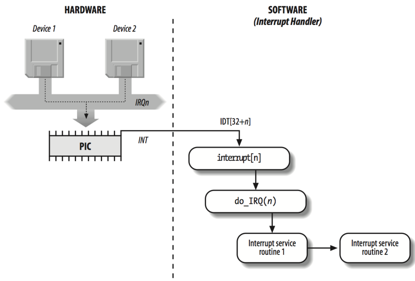 HARDWARE
SOFTWARE
(Interrupt Handler)
Device 1
Device 2
IRQn
PIC
INT
IDT[32+n]
interrupt[n]
do_IRQ(n)
Interrupt service
routine 1
Interrupt service
routine 2